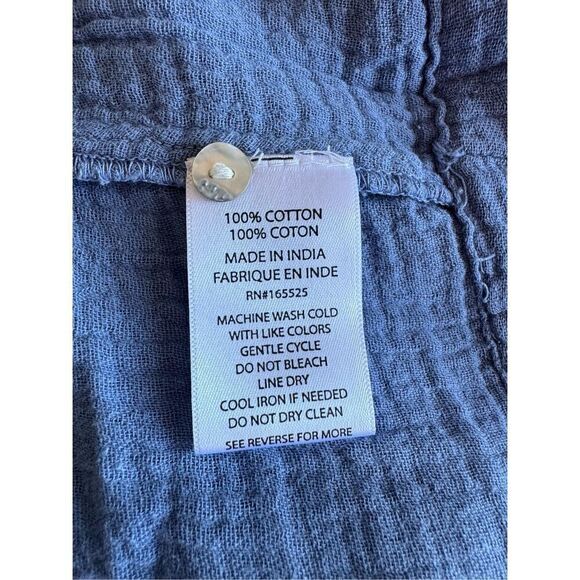 100% COTTON
100% COTON
MADE IN INDIA
FABRIQUE EN INDE
RN#165525
MACHINE WASH COLD
WITH LIKE COLORS
GENTLE CYCLE
DO NOT BLEACH
LINE DRY
COOL IRON IF NEEDED
DO NOT DRY CLEAN
SEE REVERSE FOR MORE